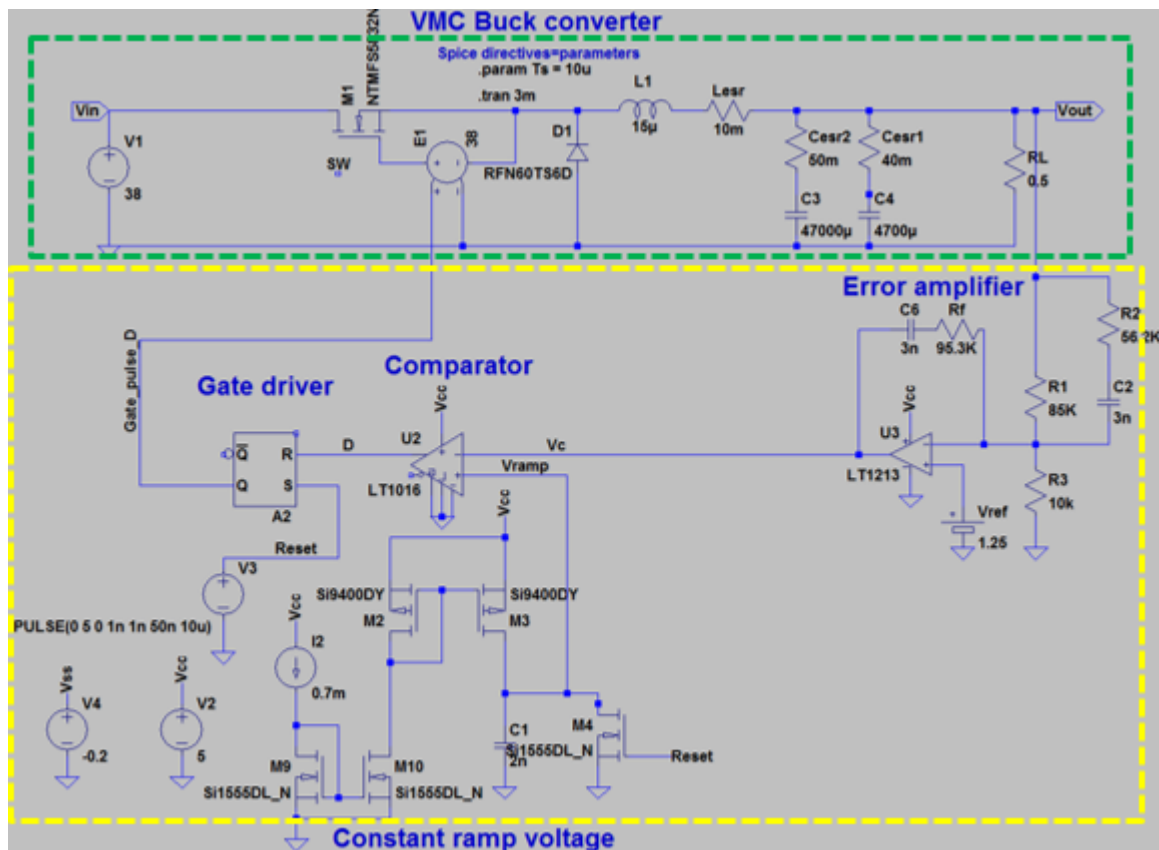 VMC Buck converter
Spice directives=parameters
.param Ts = 10u
.tran 3m
NTMFS5832N
M1
Vin
V1
38
SW
E1
38
D1
RFN60TS6D
L1
15µ
Lesr
10m
Cesr2
50m
Cesr1
40m
C3
47000µ
C4
4700µ
RL
0.5
Vout
Error amplifier
C6
3n
Rf
95.3K
R2
56.2K
R1
85K
C2
3n
Gate_pulse_D
Gate driver
Comparator
Vcc
U2
LT1016
Vc
Vramp
Vcc
U3
LT1213
R3
10k
Vref
1.25
Q
R
Q
S
A2
D
Reset
V3
PULSE(0 5 0 1n 1n 50n 10u)
Vcc
Si9400DY
Si9400DY
M2
M3
Vcc
I2
0.7m
Vss
V4
-0.2
Vcc
V2
5
M9
Si1555DL_N
M10
Si1555DL_N
C1
2n
M4
Si1555DL_N
Reset
Constant ramp voltage